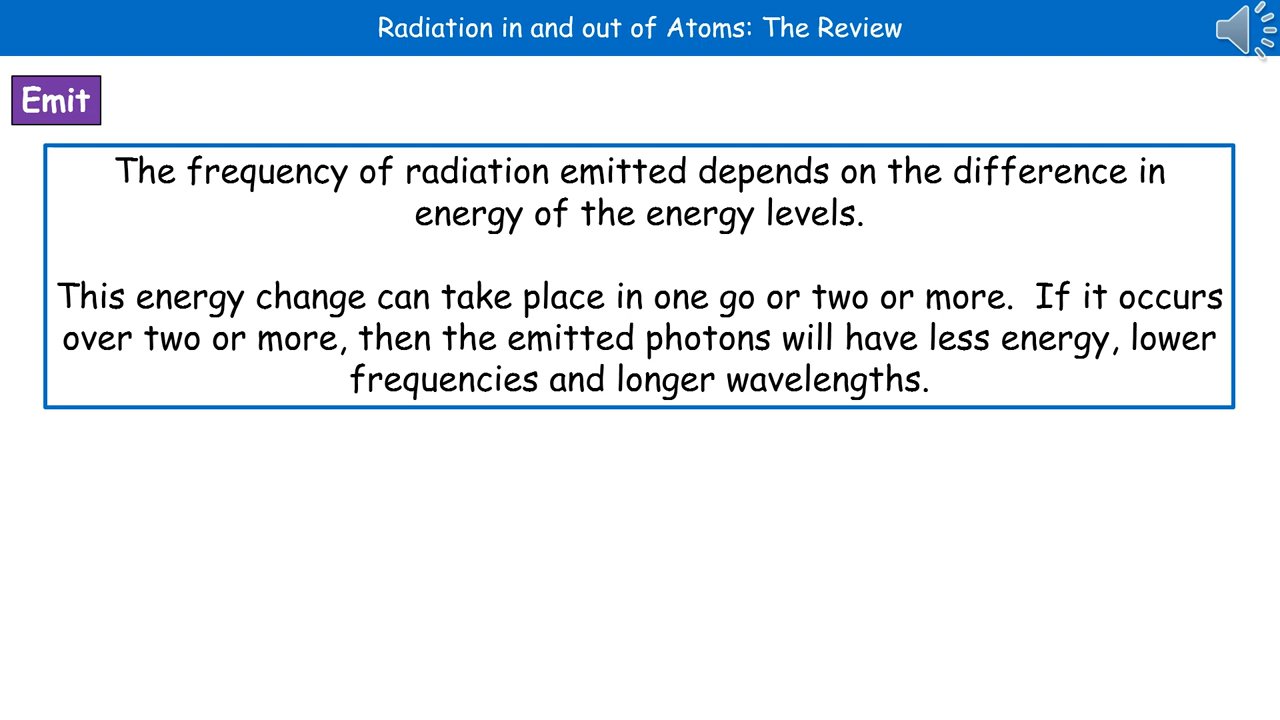 Radiation in and out of Atoms: The Review
Emit
The frequency of radiation emitted depends on the difference in
energy of the energy levels.
This energy change can take place in one go or two or more.  If it occurs
over two or more, then the emitted photons will have less energy, lower
frequencies and longer wavelengths.